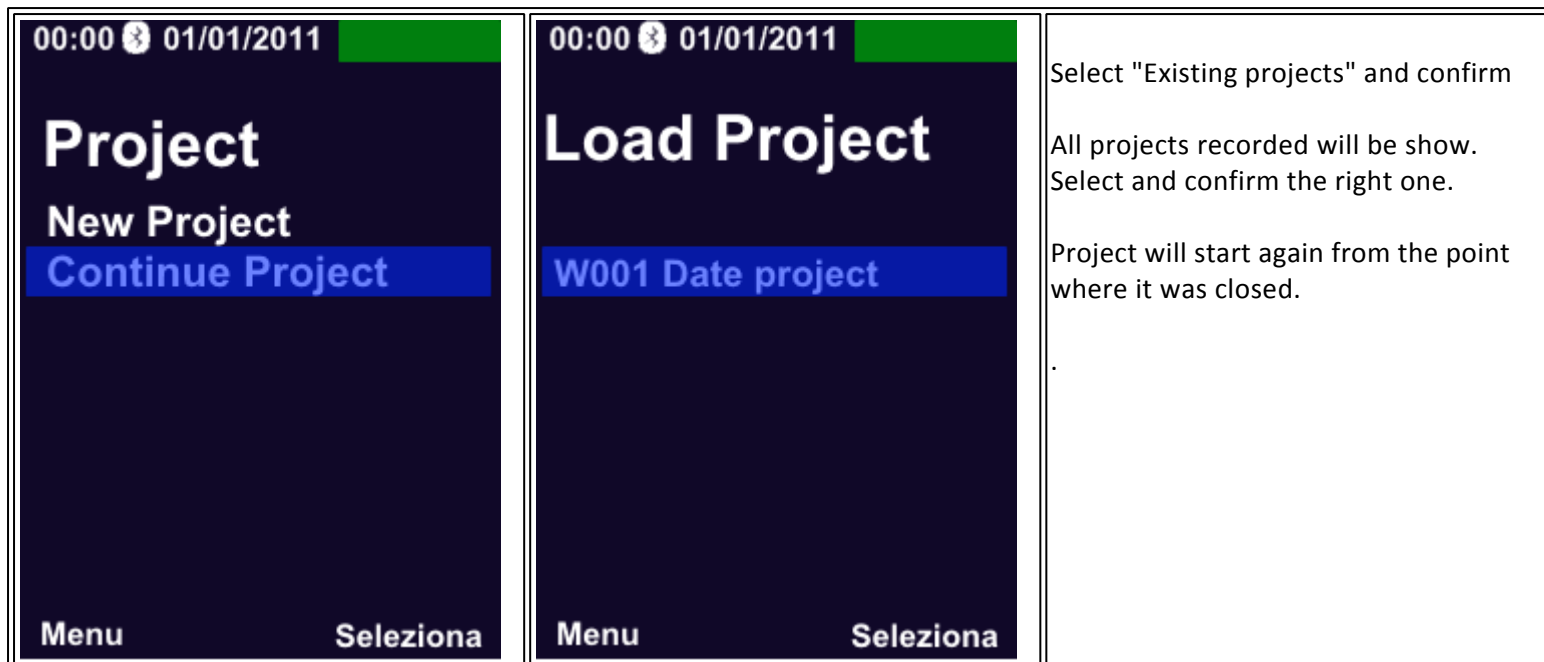 00:00 01/01/2011
Project
New Project
Continue Project
Menu Seleziona
00:00 01/01/2011
Load Project
W001 Date project
Menu Seleziona
Select "Existing projects" and confirm
All projects recorded will be show.
Select and confirm the right one.
Project will start again from the point
where it was closed.
.